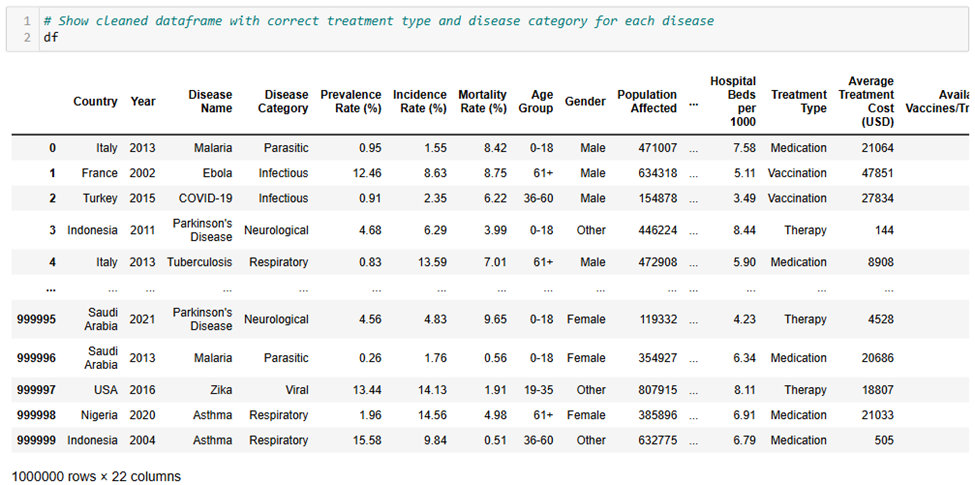 1 # Show cleaned dataframe with correct treatment type and disease category for each disease
2 df
Country Year Disease Name Disease Category Prevalence Rate (%) Incidence Rate (%) Mortality Rate (%) Age Group Gender Population Affected ... Hospital Beds per 1000 Treatment Type Average Treatment Cost (USD) Availa Vaccines/Tr
0 Italy 2013 Malaria Parasitic 0.95 1.55 8.42 0-18 Male 471007 ... 7.58 Medication 21064
1 France 2002 Ebola Infectious 12.46 8.63 8.75 61+ Male 634318 ... 5.11 Vaccination 47851
2 Turkey 2015 COVID-19 Infectious 0.91 2.35 6.22 36-60 Male 154878 ... 3.49 Vaccination 27834
3 Indonesia 2011 Parkinson's Disease Neurological 4.68 6.29 3.99 0-18 Other 446224 ... 8.44 Therapy 144
4 Italy 2013 Tuberculosis Respiratory 0.83 13.59 7.01 61+ Male 472908 ... 5.90 Medication 8908
... ... ... ... ... ... ... ... ... ... ... ... ... ... ...
999995 Saudi Arabia 2021 Parkinson's Disease Neurological 4.56 4.83 9.65 0-18 Female 119332 ... 4.23 Therapy 4528
999996 Saudi Arabia 2013 Malaria Parasitic 0.26 1.76 0.56 0-18 Female 354927 ... 6.34 Medication 20686
999997 USA 2016 Zika Viral 13.44 14.13 1.91 19-35 Other 807915 ... 8.11 Therapy 18807
999998 Nigeria 2020 Asthma Respiratory 1.96 14.56 4.98 61+ Female 385896 ... 6.91 Medication 21033
999999 Indonesia 2004 Asthma Respiratory 15.58 9.84 0.51 36-60 Other 632775 ... 6.79 Medication 505
1000000 rows × 22 columns